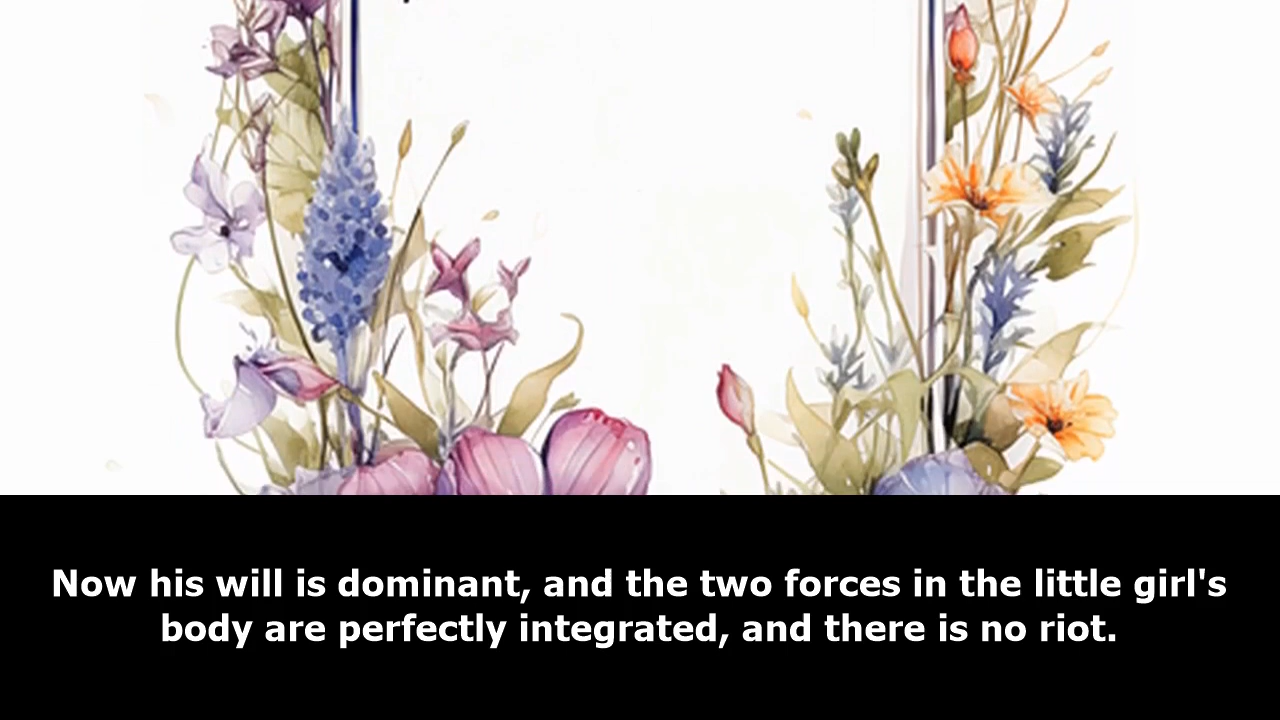 Now his will is dominant, and the two forces in the little girl's
body are perfectly integrated, and there is no riot.